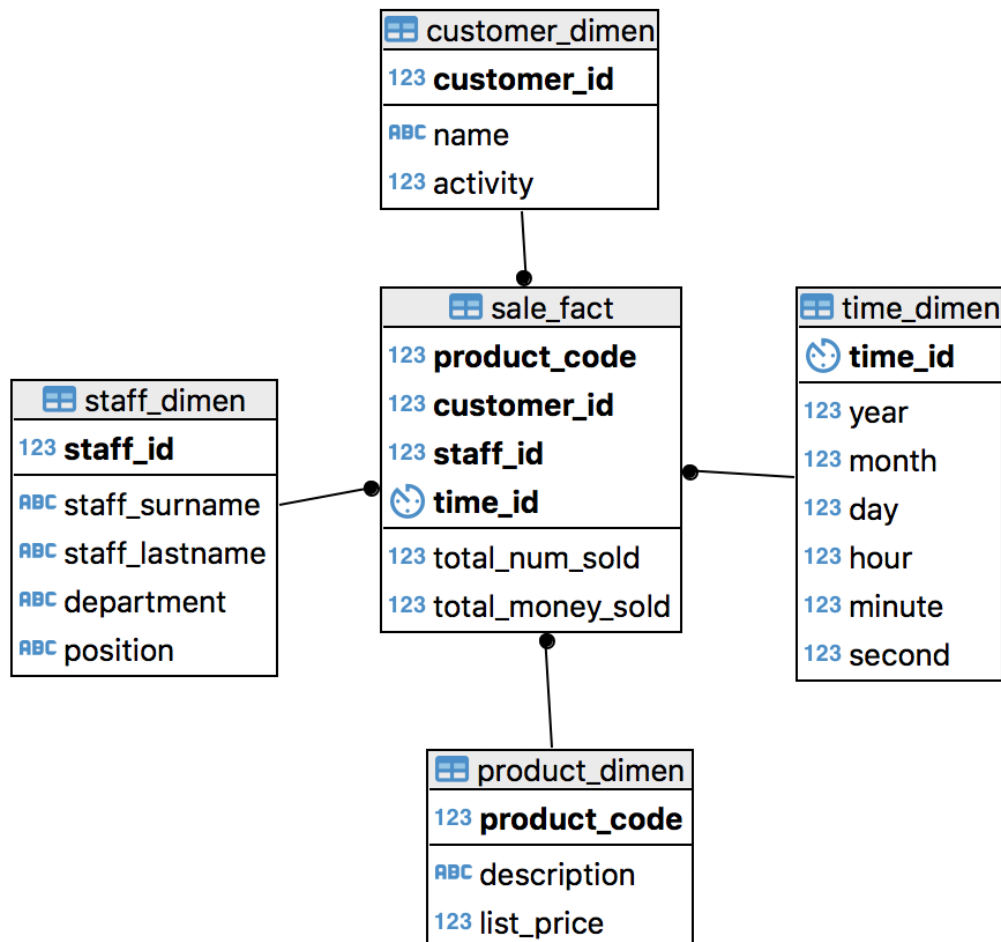 customer_dimen
123 customer_id
ABC name
123 activity
sale_fact
123 product_code
123 customer_id
123 staff_id
time_id
123 total_num_sold
123 total_money_sold
time_dimen
time_id
123 year
123 month
123 day
123 hour
123 minute
123 second
staff_dimen
123 staff_id
ABC staff_surname
ABC staff_lastname
ABC department
ABC position
product_dimen
123 product_code
ABC description
123 list_price